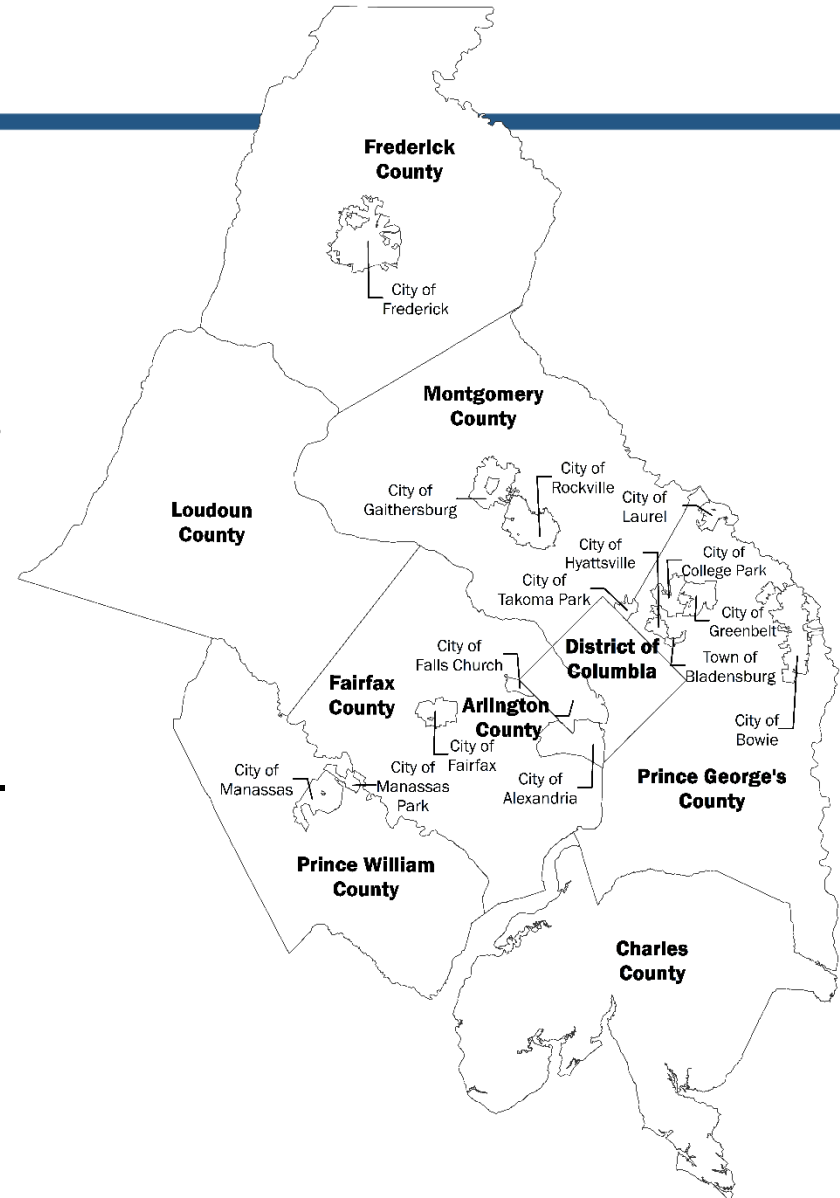 Frederick
County
City of
Frederick
Montgomery
County
City of
Rockville
City of
Gaithersburg
City of
Laurel
Loudoun
County
City of
Hyattsville
City of
College Park
City of
Takoma Park
City of
Greenbelt
District of
Columbia
Town of
Bladensburg
City of
Falls Church
Fairfax
County
Arlington
County
City of
Bowie
City of
Fairfax
City of
Manassas
City of
Manassas
Park
City of
Alexandria
Prince George's
County
Prince William
County
Charles
County